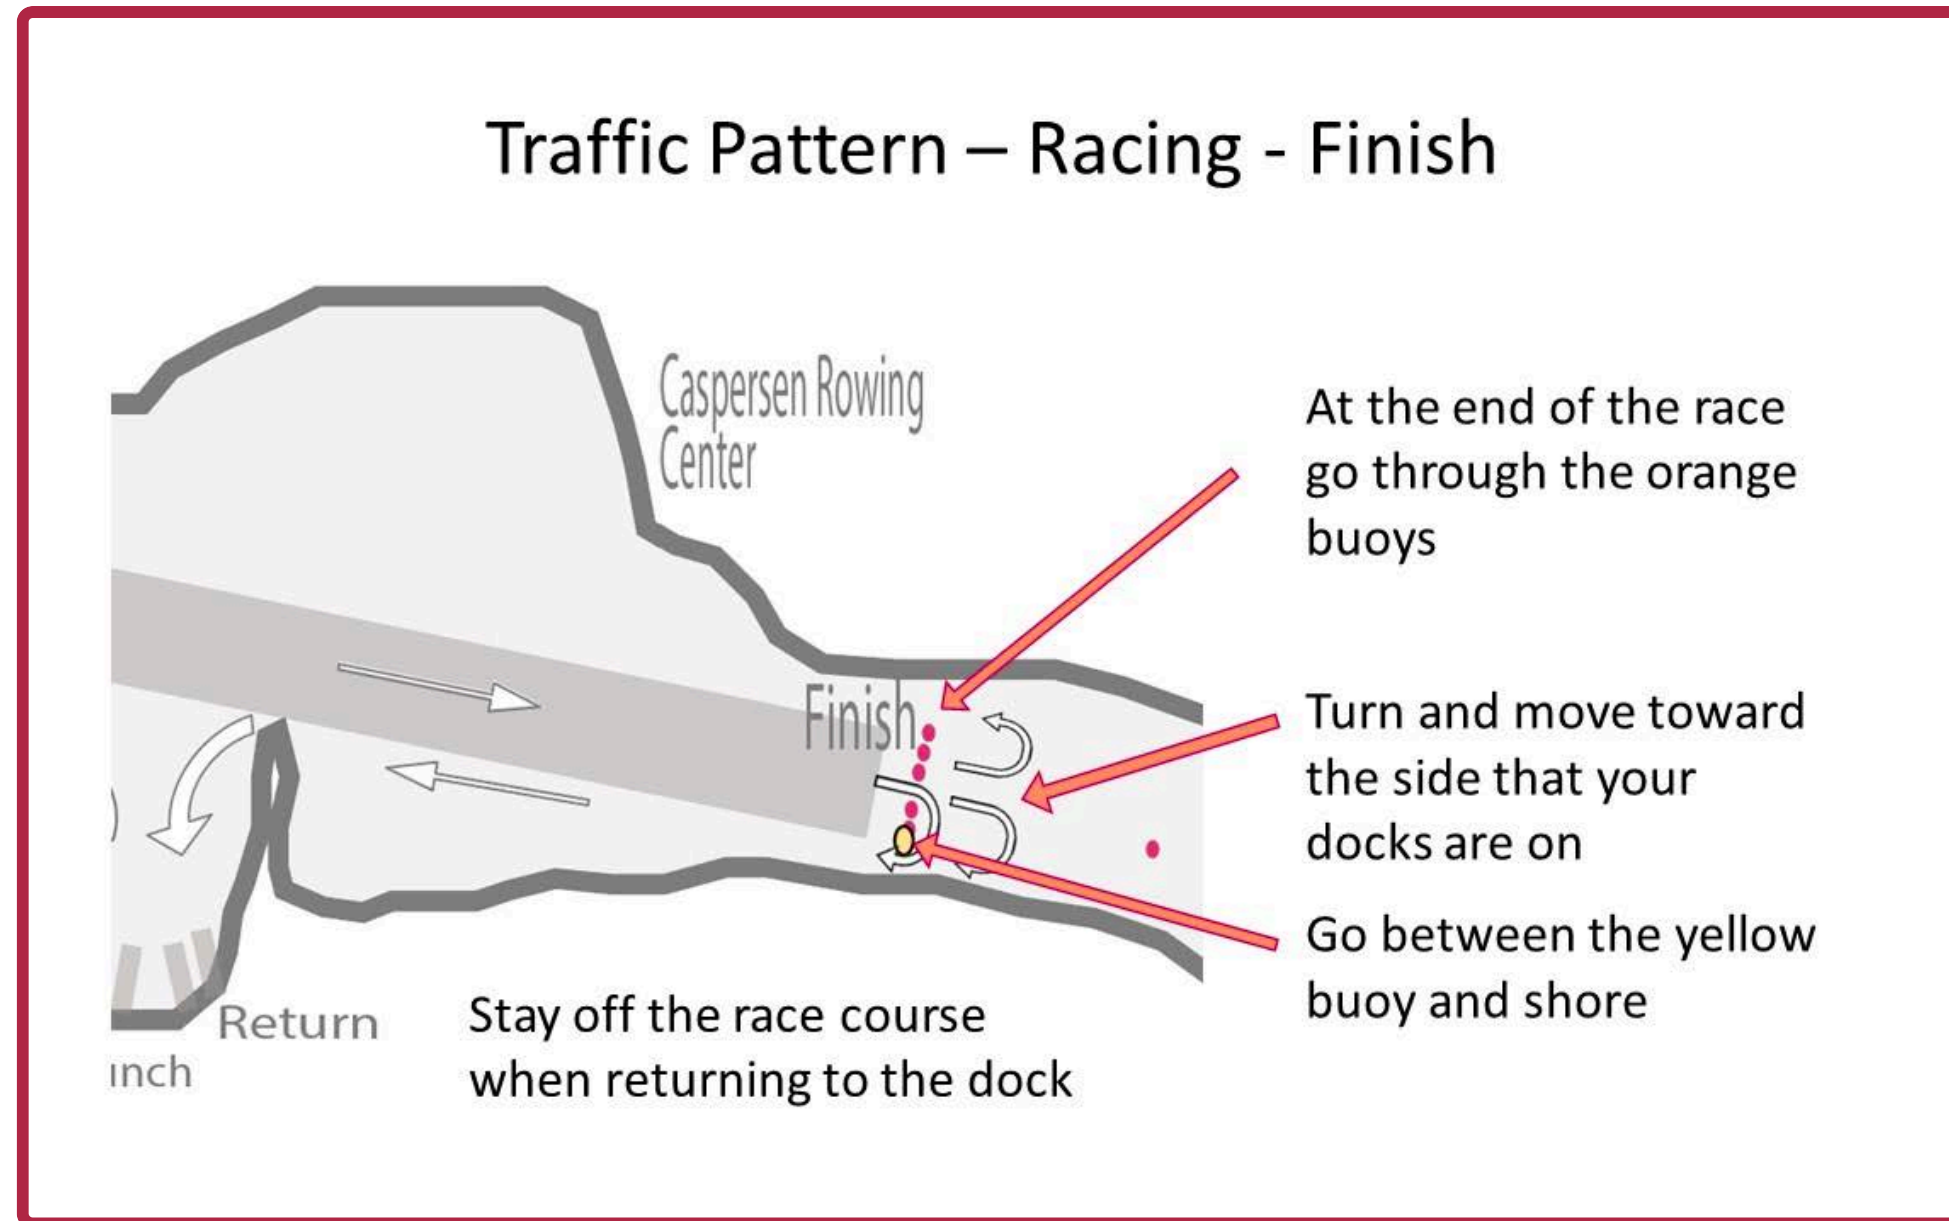 Traffic Pattern – Racing - Finish
Caspersen Rowing
Center
At the end of the race
go through the orange
buoys
Finish
Turn and move toward
the side that your
docks are on
Go between the yellow
buoy and shore
Return
unch
Stay off the race course
when returning to the dock